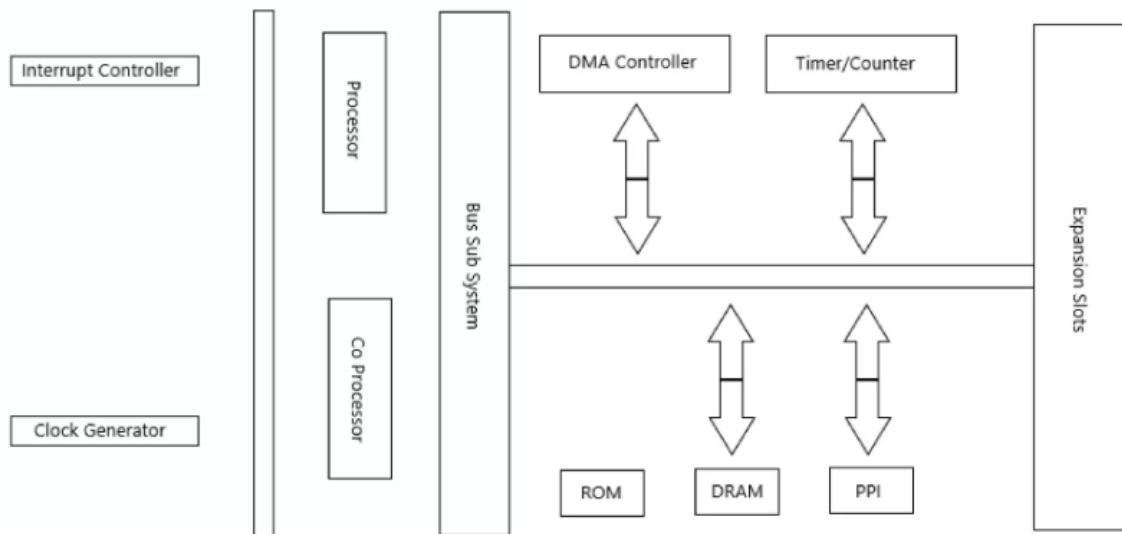 Interrupt Controller
Clock Generator
Processor
Co Processor
Bus Sub System
DMA Controller
Timer/Counter
ROM
DRAM
PPI
Expansion Slots